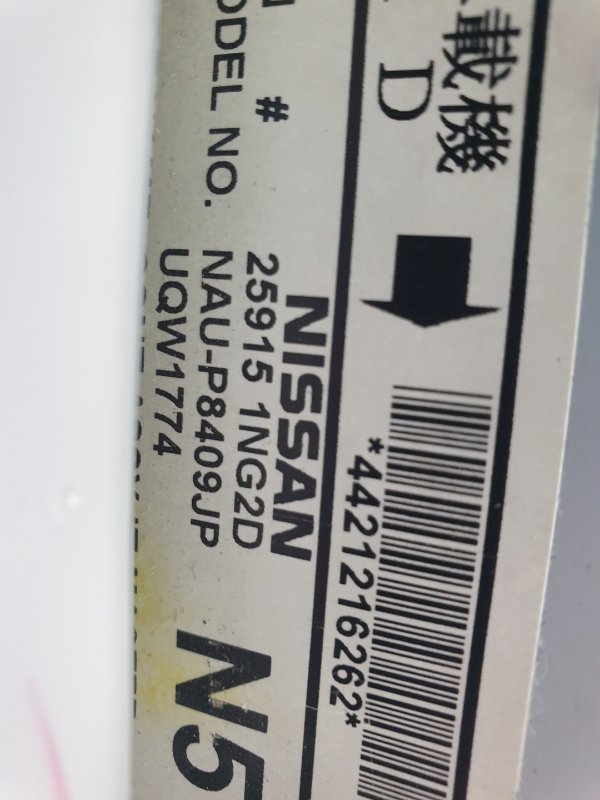 載機
D
*4421216262*
NISSAN
# 25915 1NG2D
MODEL NO. NAU-P8409JP
UQW1774
N5